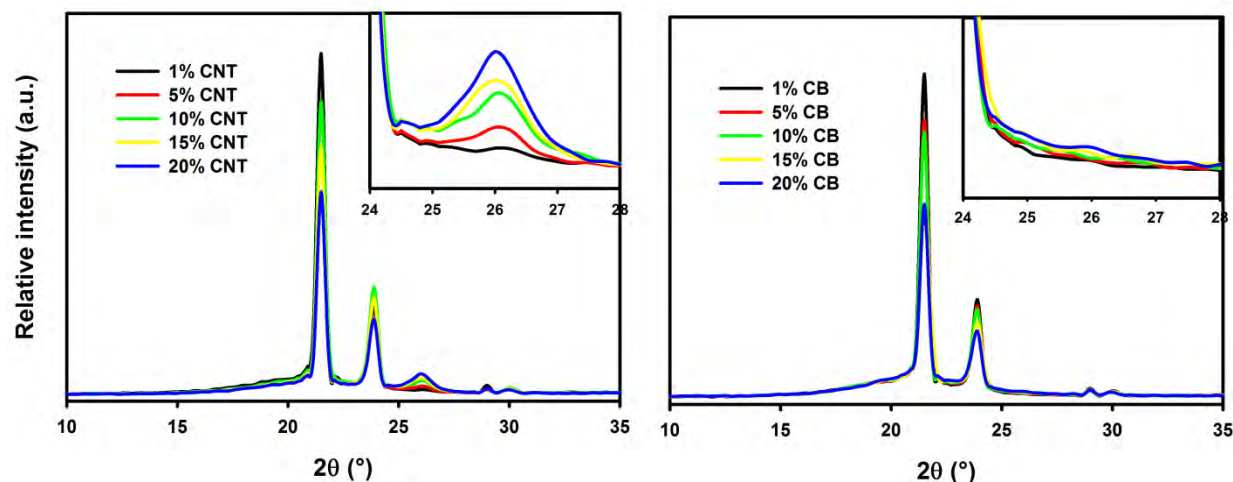 Relative intensity (a.u.)
1% CNT
5% CNT
10% CNT
15% CNT
20% CNT
24 25 26 27 28
10 15 20 25 30 35
2θ (°)
1% CB
5% CB
10% CB
15% CB
20% CB
24 25 26 27 28
10 15 20 25 30 35
2θ (°)